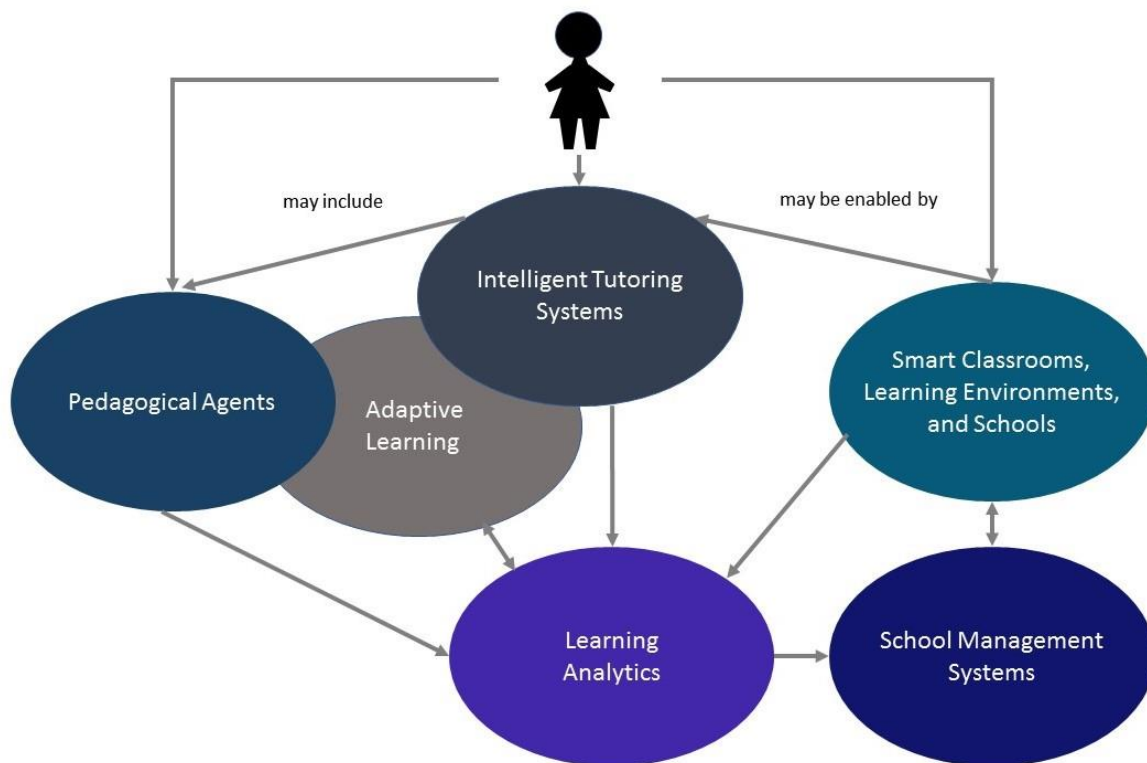 may include
may be enabled by
Intelligent Tutoring
Systems
Pedagogical Agents
Adaptive
Learning
Smart Classrooms,
Learning Environments,
and Schools
Learning
Analytics
School Management
Systems